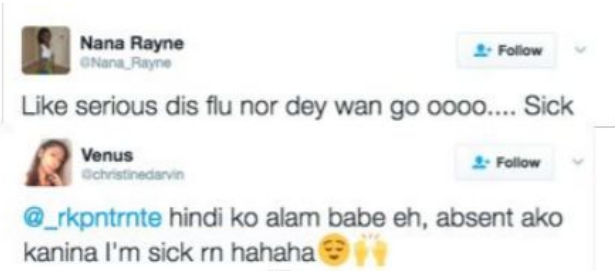 Nana Rayne
@Nana_Rayne
Follow
Like serious dis flu nor dey wan go oooo.... Sick
Venus
@christinedarvin
Follow
@_rkpntrnte hindi ko alam babe eh, absent ako
kanina I'm sick rn hahaha😌🙌